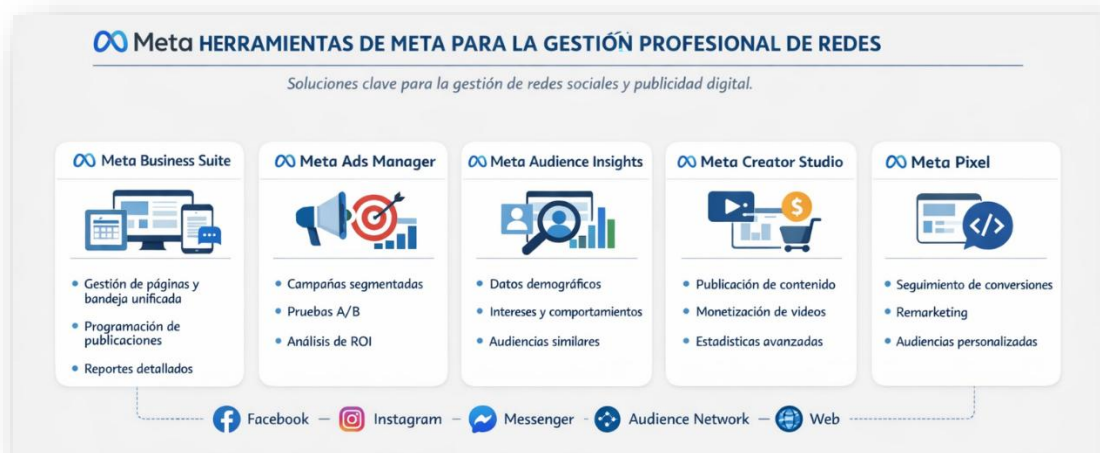 Meta HERRAMIENTAS DE META PARA LA GESTIÓN PROFESIONAL DE REDES
Soluciones clave para la gestión de redes sociales y publicidad digital.
Meta Business Suite
• Gestión de páginas y
bandeja unificada
• Programación de
publicaciones
• Reportes detallados
Meta Ads Manager
• Campañas segmentadas
• Pruebas A/B
• Análisis de ROI
Meta Audience Insights
• Datos demográficos
• Intereses y comportamientos
• Audiencias similares
Meta Creator Studio
$
• Publicación de contenido
• Monetización de videos
• Estadisticas avanzadas
Meta Pixel
</>
• Seguimiento de conversiones
• Remarketing
• Audiencias personalizadas
Facebook — Instagram — Messenger - Audience Network — Web